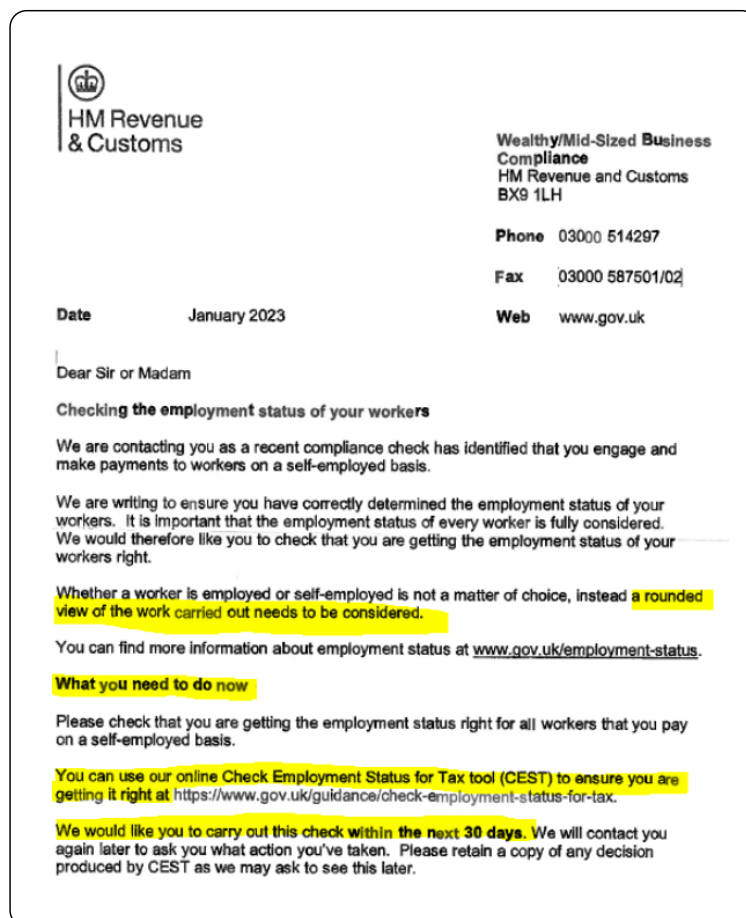 HM Revenue
& Customs
Wealthy/Mid-Sized Business
Compliance
HM Revenue and Customs
BX9 1LH
Phone 03000 514297
Fax 03000 587501/02
Date January 2023
Web www.gov.uk
Dear Sir or Madam
Checking the employment status of your workers
We are contacting you as a recent compliance check has identified that you engage and
make payments to workers on a self-employed basis.
We are writing to ensure you have correctly determined the employment status of your
workers. It is important that the employment status of every worker is fully considered.
We would therefore like you to check that you are getting the employment status of your
workers right.
Whether a worker is employed or self-employed is not a matter of choice, instead a rounded
view of the work carried out needs to be considered.
You can find more information about employment status at www.gov.uk/employment-status.
What you need to do now
Please check that you are getting the employment status right for all workers that you pay
on a self-employed basis.
You can use our online Check Employment Status for Tax tool (CEST) to ensure you are
getting it right at https://www.gov.uk/guidance/check-employment-status-for-tax.
We would like you to carry out this check within the next 30 days. We will contact you
again later to ask you what action you've taken. Please retain a copy of any decision
produced by CEST as we may ask to see this later.